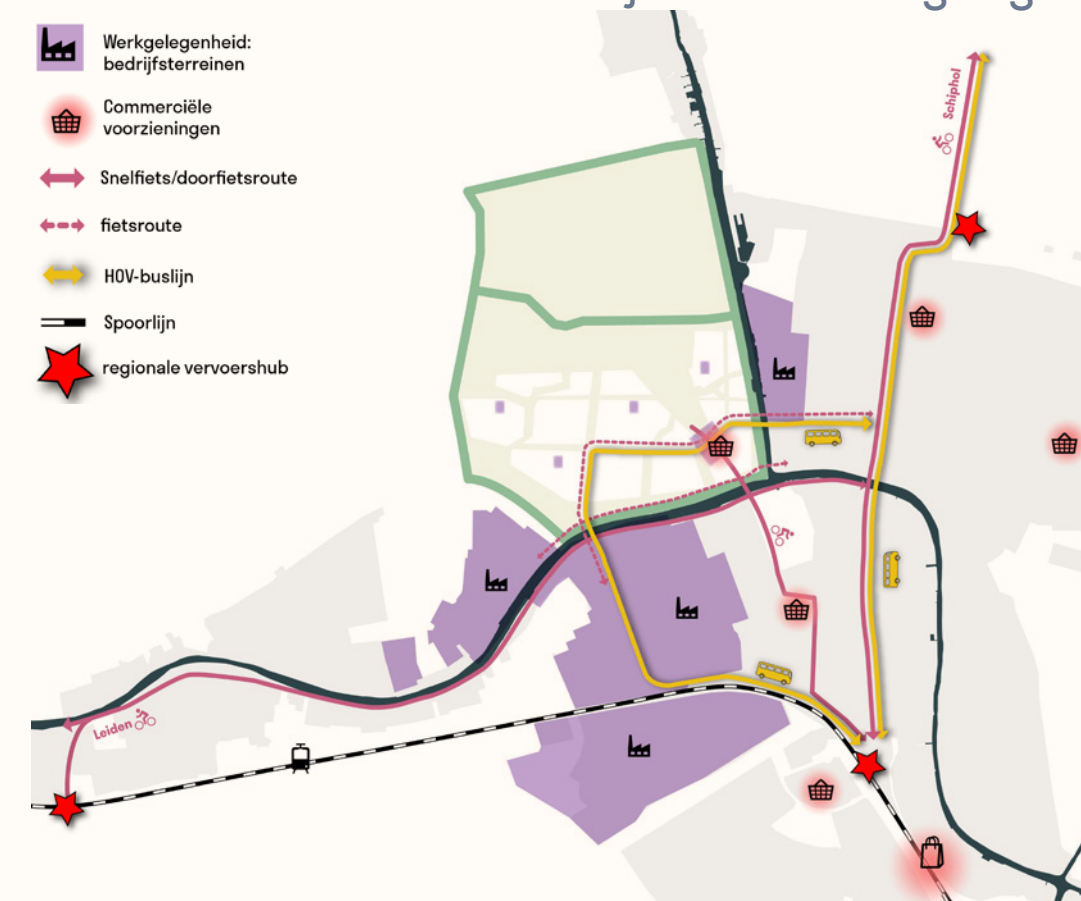 Werkgelegenheid:
bedrijfsterreinen
Commerciële
voorzieningen
Snelfiets/doorfietsroute
fietsroute
HOV-buslijn
Spoorlijn
regionale vervoershub
Schiphol
Leiden